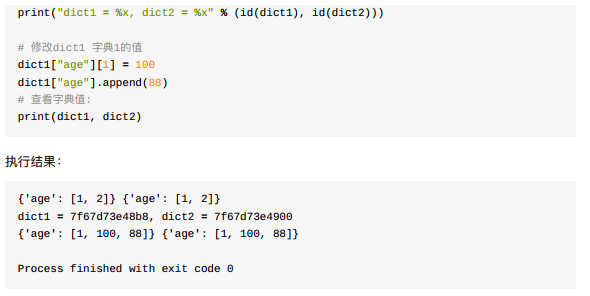 print("dict1 = %x, dict2 = %x" % (id(dict1), id(dict2)))
# 修改dict1 字典1的值
dict1["age"][1] = 100
dict1["age"].append(88)
# 查看字典值:
print(dict1, dict2)
执行结果：
{'age': [1, 2]} {'age': [1, 2]}
dict1 = 7f67d73e48b8, dict2 = 7f67d73e4900
{'age': [1, 100, 88]} {'age': [1, 100, 88]}
Process finished with exit code 0